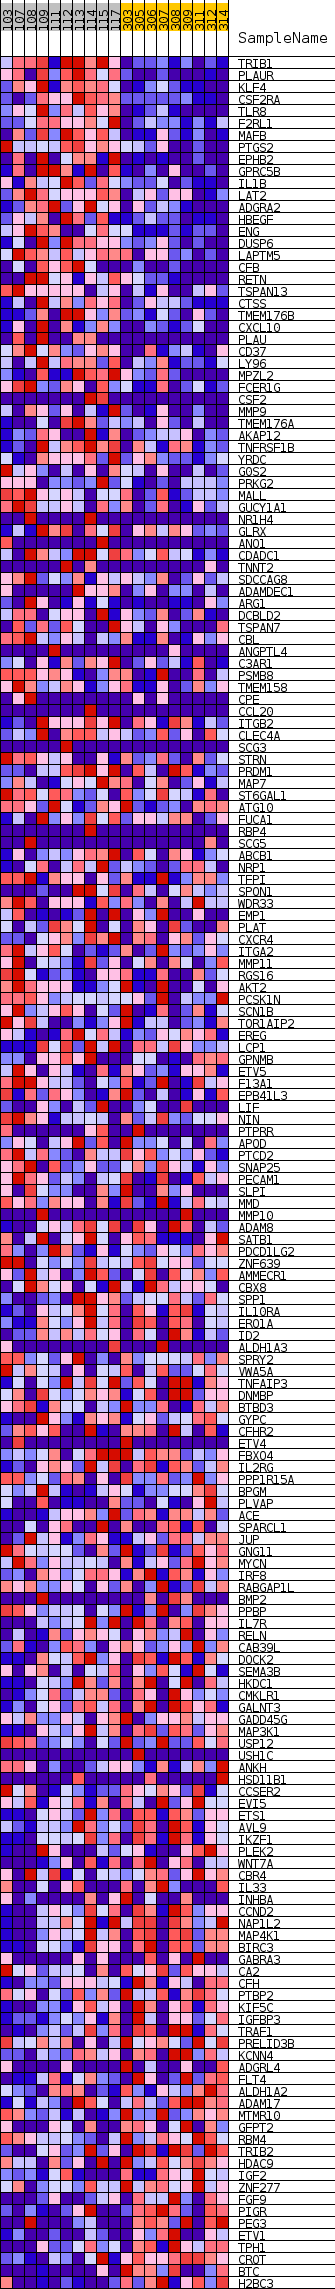 103 107 108 109 111 112 113 114 115 117 303 305 306 307 308 309 311 312 314
SampleName
TRIB1
PLAUR
KLF4
CSF2RA
TLR8
F2RL1
MAFB
PTGS2
EPHB2
GPRC5B
IL1B
LAT2
ADGRA2
HBEGF
ENG
DUSP6
LAPTM5
CFB
RETN
TSPAN13
CTSS
TMEM176B
CXCL10
PLAU
CD37
LY96
MPZL2
FCER1G
CSF2
MMP9
TMEM176A
AKAP12
TNFRSF1B
YRDC
G0S2
PRKG2
MALL
GUCY1A1
NR1H4
GLRX
ANO1
CDADC1
TNNT2
SDCCAG8
ADAMDEC1
ARG1
DCBLD2
TSPAN7
CBL
ANGPTL4
C3AR1
PSMB8
TMEM158
CPE
CCL20
ITGB2
CLEC4A
SCG3
STRN
PRDM1
MAP7
ST6GAL1
ATG10
FUCA1
RBP4
SCG5
ABCB1
NRP1
TFPI
SPON1
WDR33
EMP1
PLAT
CXCR4
ITGA2
MMP11
RGS16
AKT2
PCSK1N
SCN1B
TOR1AIP2
EREG
LCP1
GPNMB
ETV5
F13A1
EPB41L3
LIF
NIN
PTPRR
APOD
PTCD2
SNAP25
PECAM1
SLPI
MMD
MMP10
ADAM8
SATB1
PDCD1LG2
ZNF639
AMMECR1
CBX8
SPP1
IL10RA
ERO1A
ID2
ALDH1A3
SPRY2
VWA5A
TNFAIP3
DNMBP
BTBD3
GYPC
CFHR2
ETV4
FBXO4
IL2RG
PPP1R15A
BPGM
PLVAP
ACE
SPARCL1
JUP
GNG11
MYCN
IRF8
RABGAP1L
BMP2
PPBP
IL7R
RELN
CAB39L
DOCK2
SEMA3B
HKDC1
CMKLR1
GALNT3
GADD45G
MAP3K1
USP12
USH1C
ANKH
HSD11B1
CCSER2
EVI5
ETS1
AVL9
IKZF1
PLEK2
WNT7A
CBR4
IL33
INHBA
CCND2
NAP1L2
MAP4K1
BIRC3
GABRA3
CA2
CFH
PTBP2
KIF5C
IGFBP3
TRAF1
PRELID3B
KCNN4
ADGRL4
FLT4
ALDH1A2
ADAM17
MTMR10
GFPT2
RBM4
TRIB2
HDAC9
IGF2
ZNF277
FGF9
PIGR
PEG3
ETV1
TPH1
CROT
BTC
H2BC3